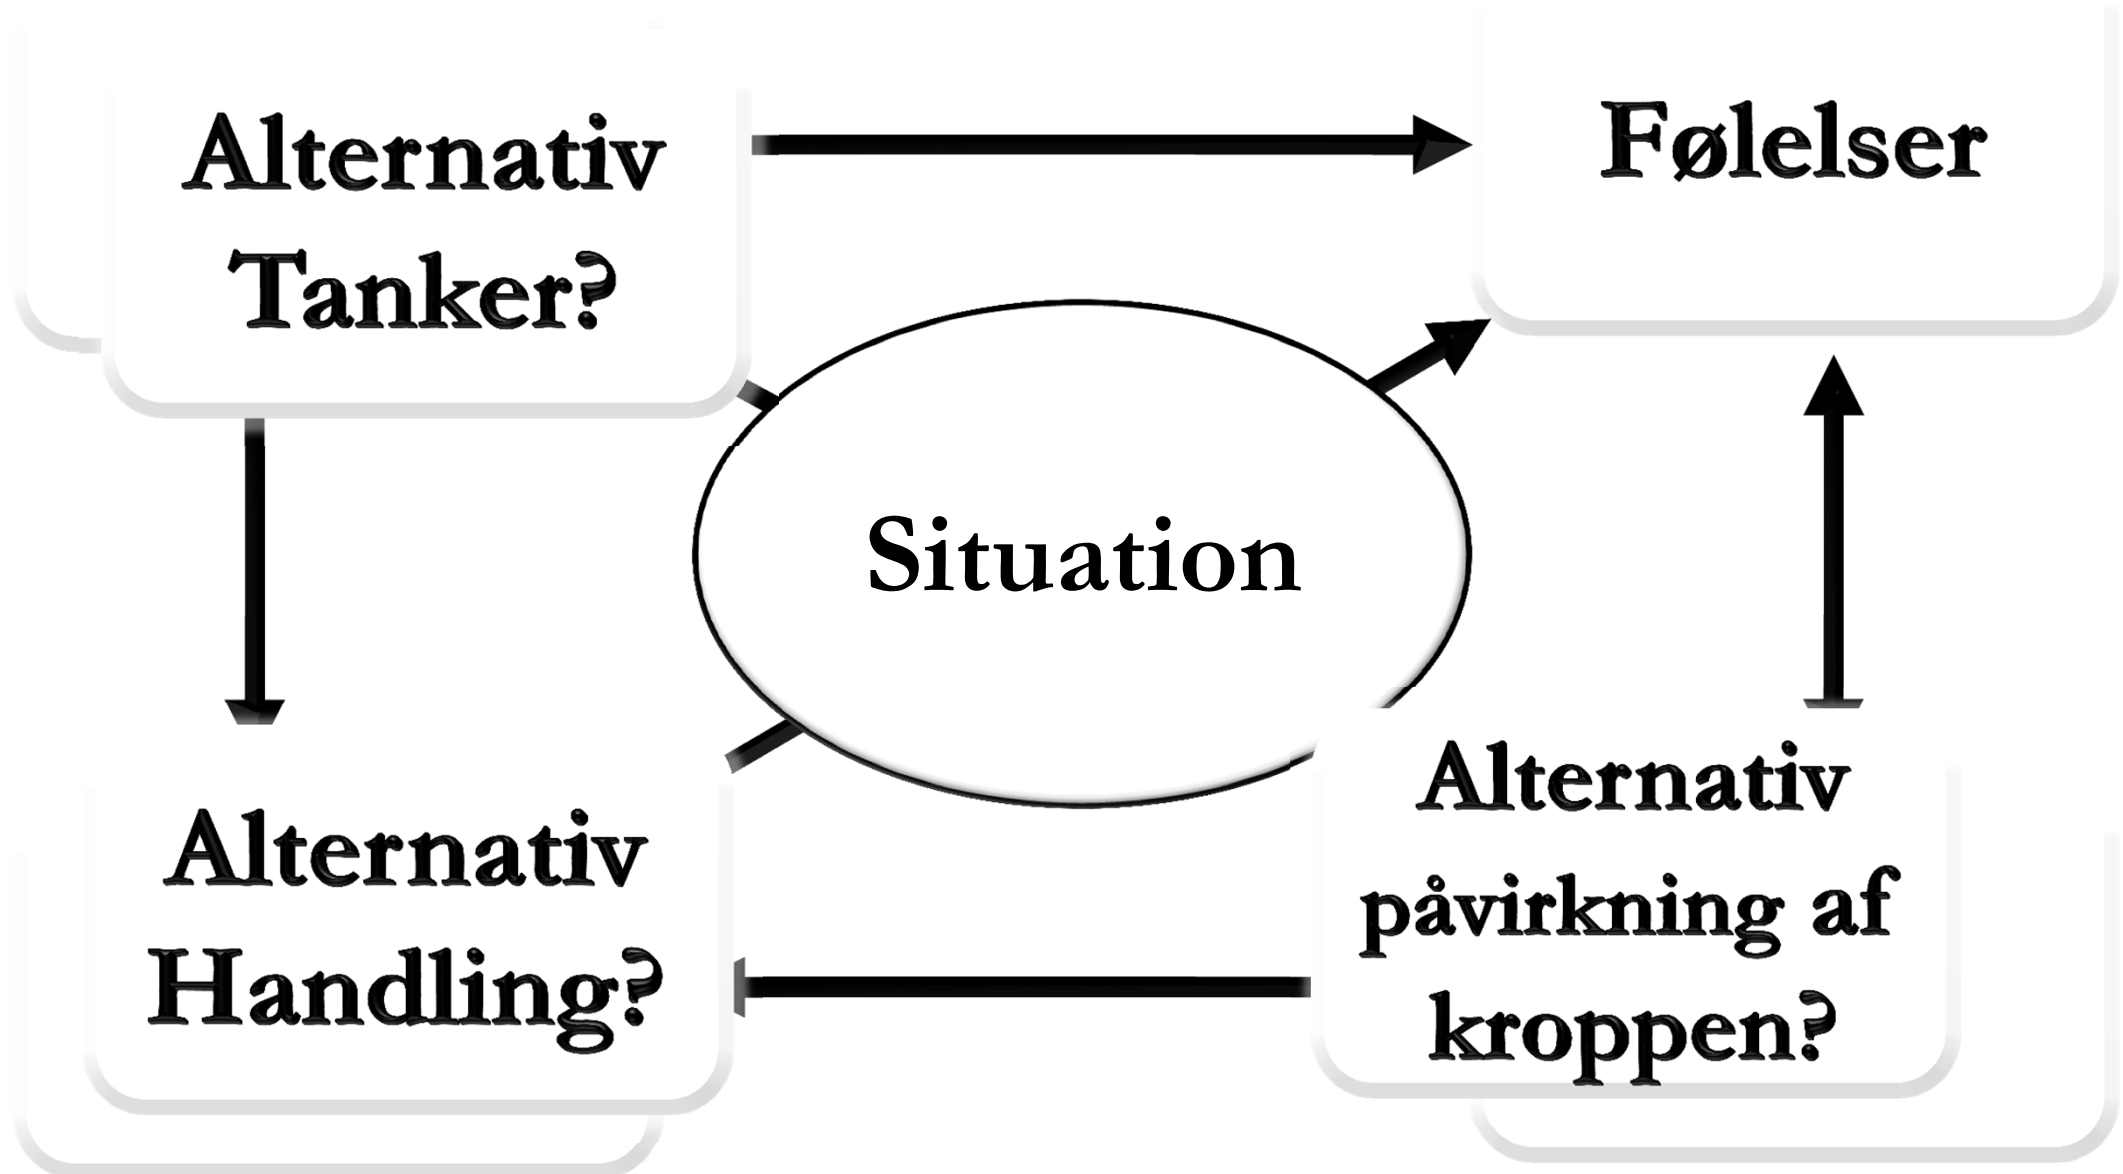 Alternativ
Tanker?
Følelser
Situation
Alternativ
Handling?
Alternativ
påvirkning af
kroppen?